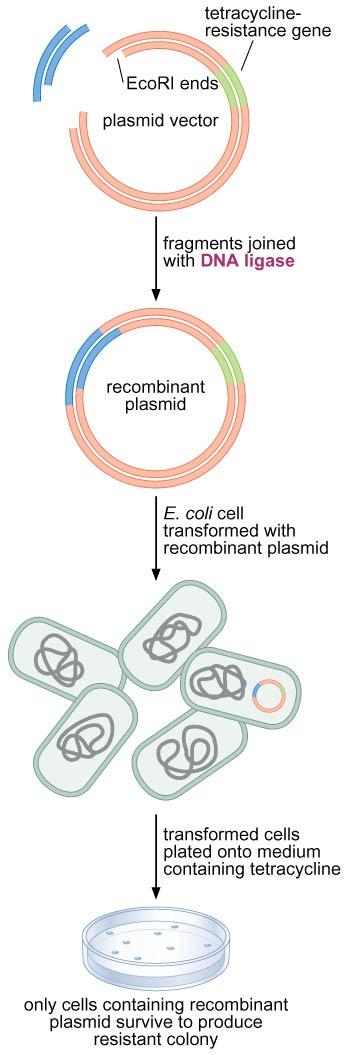 tetracycline-
resistance gene
EcoRI ends
plasmid vector
fragments joined
with DNA ligase
recombinant
plasmid
E. coli cell
transformed with
recombinant plasmid
transformed cells
plated onto medium
containing tetracycline
only cells containing recombinant
plasmid survive to produce
resistant colony